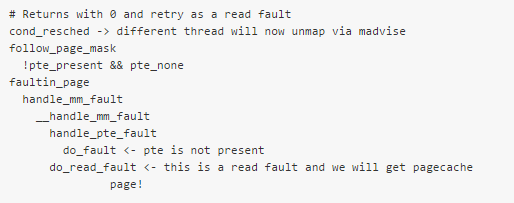 # Returns with 0 and retry as a read fault
cond_resched -> different thread will now unmap via madvise
follow_page_mask
  !pte_present && pte_none
faultin_page
  handle_mm_fault
    __handle_mm_fault
      handle_pte_fault
        do_fault <- pte is not present
      do_read_fault <- this is a read fault and we will get pagecache
               page!